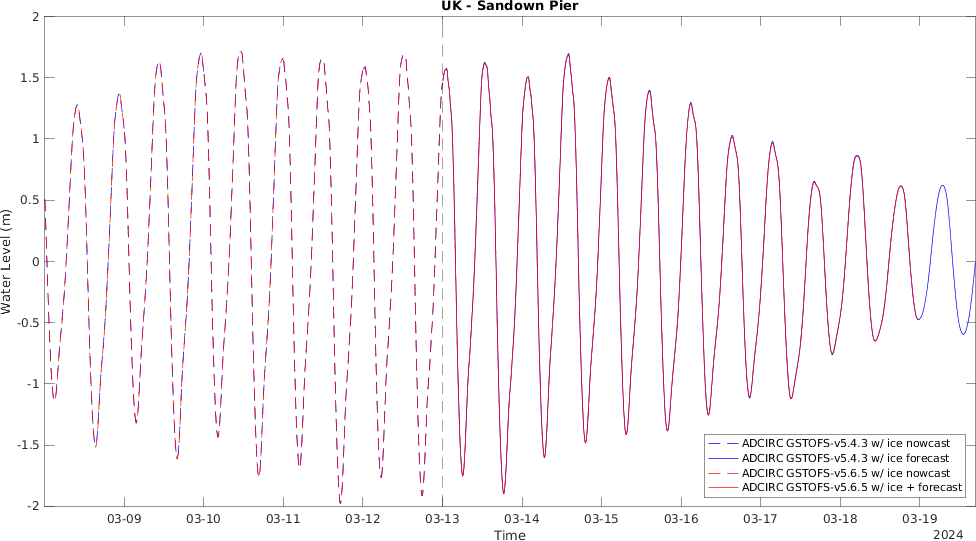 UK - Sandown Pier
Water Level (m)
2
1.5
1
0.5
0
-0.5
-1
-1.5
-2
ADCIRC GSTOFS-v5.4.3 w/ ice nowcast
ADCIRC GSTOFS-v5.4.3 w/ ice forecast
ADCIRC GSTOFS-v5.6.5 w/ ice nowcast
ADCIRC GSTOFS-v5.6.5 w/ ice + forecast
03-09 03-10 03-11 03-12 03-13 03-14 03-15 03-16 03-17 03-18 03-19
Time
2024